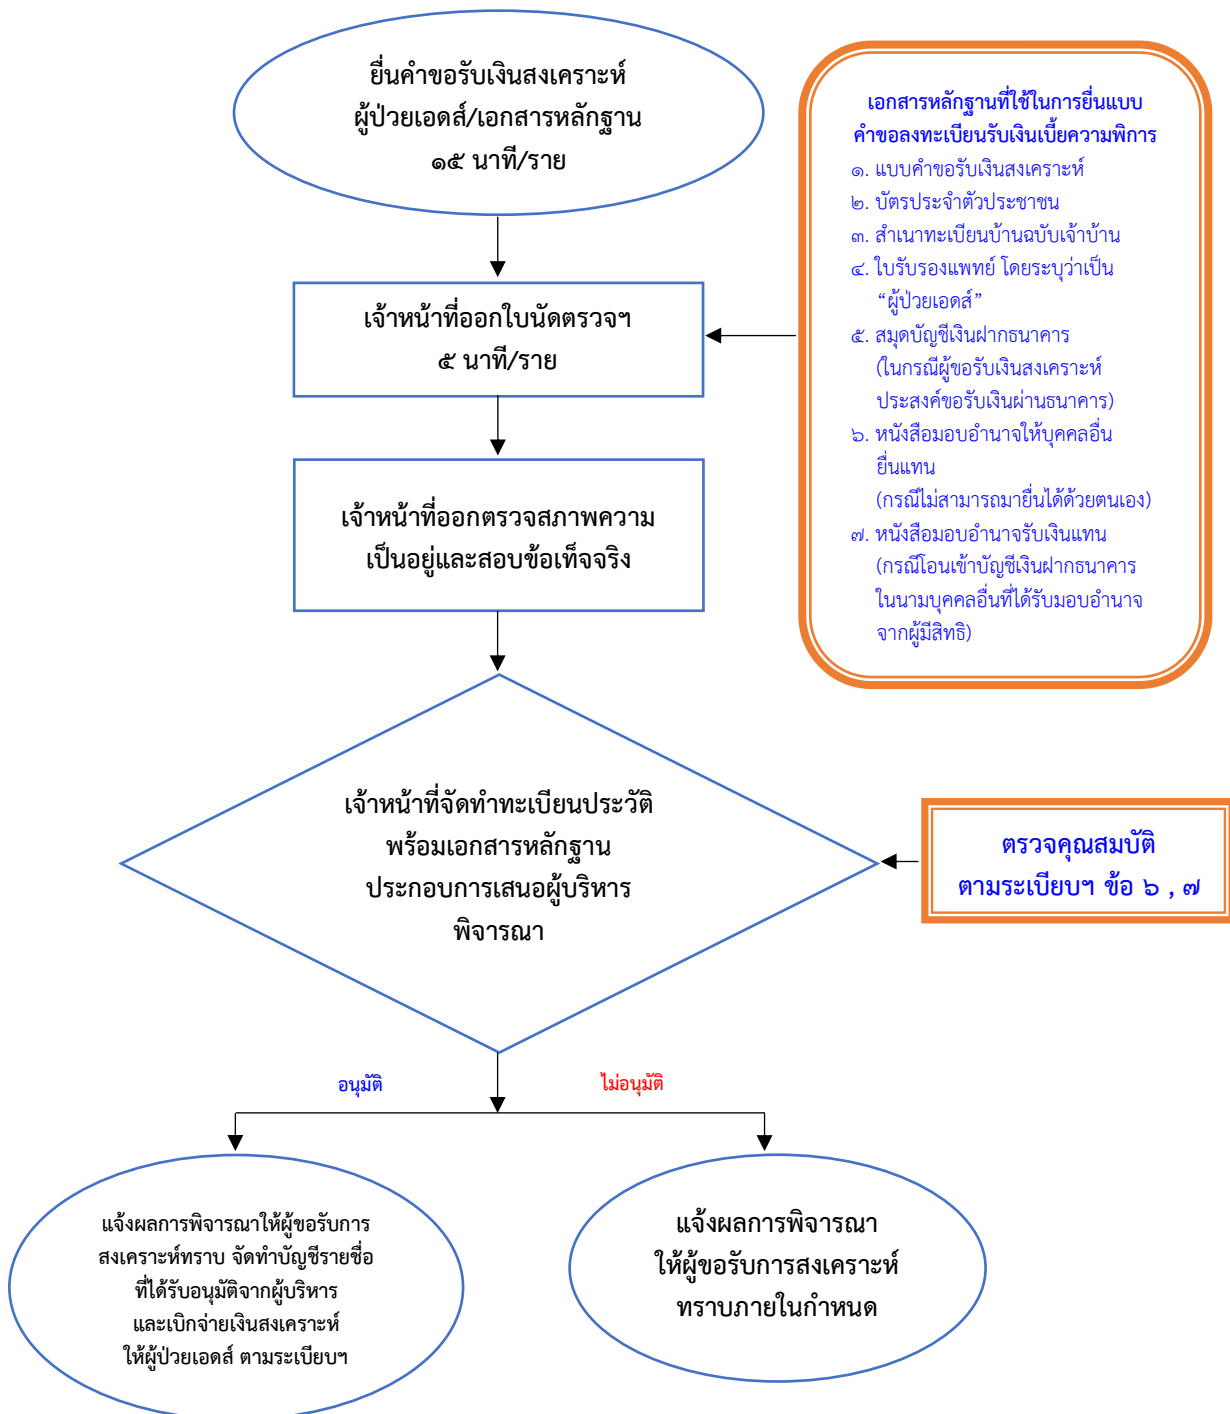 ยื่นคำขอรับเงินสงเคราะห์
ผู้ป่วยเอดส์/เอกสารหลักฐาน
๑๕ นาที/ราย
เอกสารหลักฐานที่ใช้ในการยื่นแบบ
คำขอลงทะเบียนรับเงินเบี้ยความพิการ
๑. แบบคำขอรับเงินสงเคราะห์
๒. บัตรประจำตัวประชาชน
๓. สำเนาทะเบียนบ้านฉบับเจ้าบ้าน
๔. ใบรับรองแพทย์ โดยระบุว่าเป็น
“ผู้ป่วยเอดส์”
๕. สมุดบัญชีเงินฝากธนาคาร
(ในกรณีผู้ขอรับเงินสงเคราะห์
ประสงค์ขอรับเงินผ่านธนาคาร)
๖. หนังสือมอบอำนาจให้บุคคลอื่น
ยื่นแทน
(กรณีไม่สามารถมายื่นได้ด้วยตนเอง)
๗. หนังสือมอบอำนาจรับเงินแทน
(กรณีโอนเข้าบัญชีเงินฝากธนาคาร
ในนามบุคคลอื่นที่ได้รับมอบอำนาจ
จากผู้มีสิทธิ)
เจ้าหน้าที่ออกใบนัดตรวจฯ
๕ นาที/ราย
เจ้าหน้าที่ออกตรวจสภาพความ
เป็นอยู่และสอบข้อเท็จจริง
เจ้าหน้าที่จัดทำทะเบียนประวัติ
พร้อมเอกสารหลักฐาน
ประกอบการเสนอผู้บริหาร
พิจารณา
ตรวจคุณสมบัติ
ตามระเบียบฯ ข้อ ๖ , ๗
อนุมัติ
ไม่อนุมัติ
แจ้งผลการพิจารณาให้ผู้ขอรับการ
สงเคราะห์ทราบ จัดทำบัญชีรายชื่อ
ที่ได้รับอนุมัติจากผู้บริหาร
และเบิกจ่ายเงินสงเคราะห์
ให้ผู้ป่วยเอดส์ ตามระเบียบฯ
แจ้งผลการพิจารณา
ให้ผู้ขอรับการสงเคราะห์
ทราบภายในกำหนด